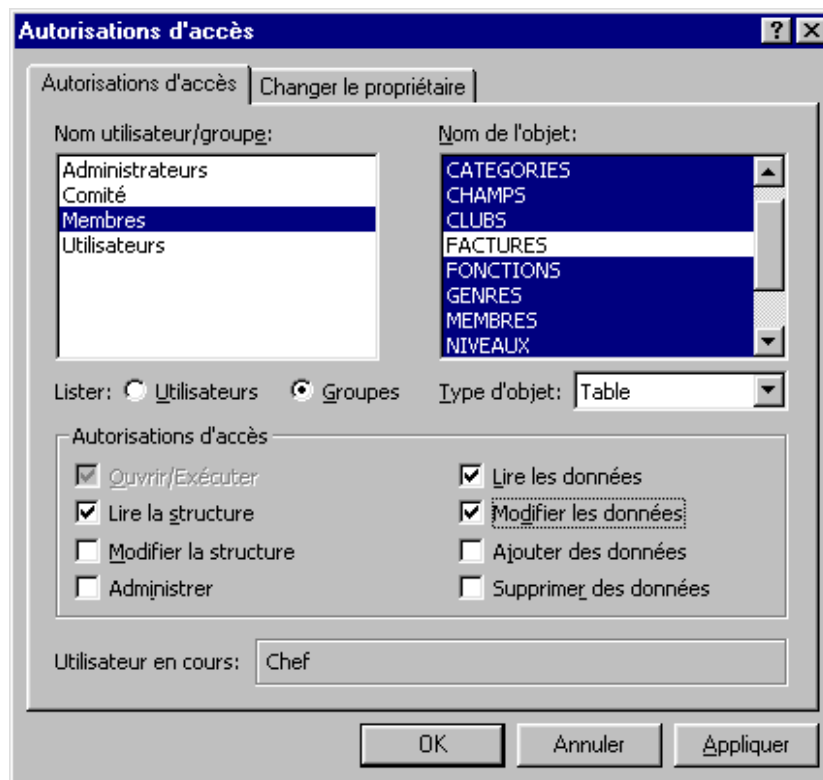 Autorisations d'accès
Autorisations d'accès Changer le propriétaire
Nom utilisateur/groupe: Nom de l'objet:
Administrateurs CATEGORIES
Comité CHAMPS
Membres CLUBS
Utilisateurs FACTURES
FONCTIONS
GENRES
MEMBRES
NIVEAUX
Lister: Utilisateurs Groupes Type d'objet: Table
Autorisations d'accès
Ouvrir/Exécuter Lire les données
Lire la structure Modifier les données
Modifier la structure Ajouter des données
Administrer Supprimer des données
Utilisateur en cours: Chef
OK Annuler Appliquer